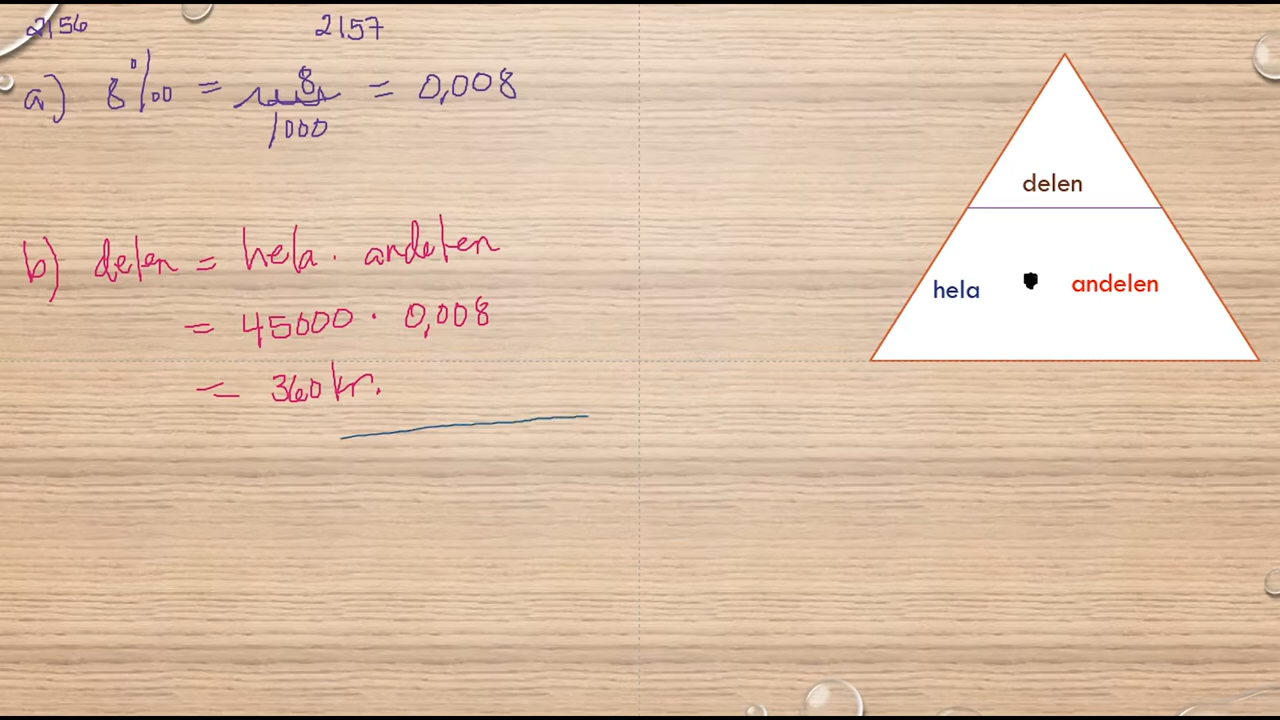 2156 2157
a) 8‰ = 8/1000 = 0,008
b) delen = hela · andelen
= 45000 · 0,008
= 360 kr.
delen
hela · andelen